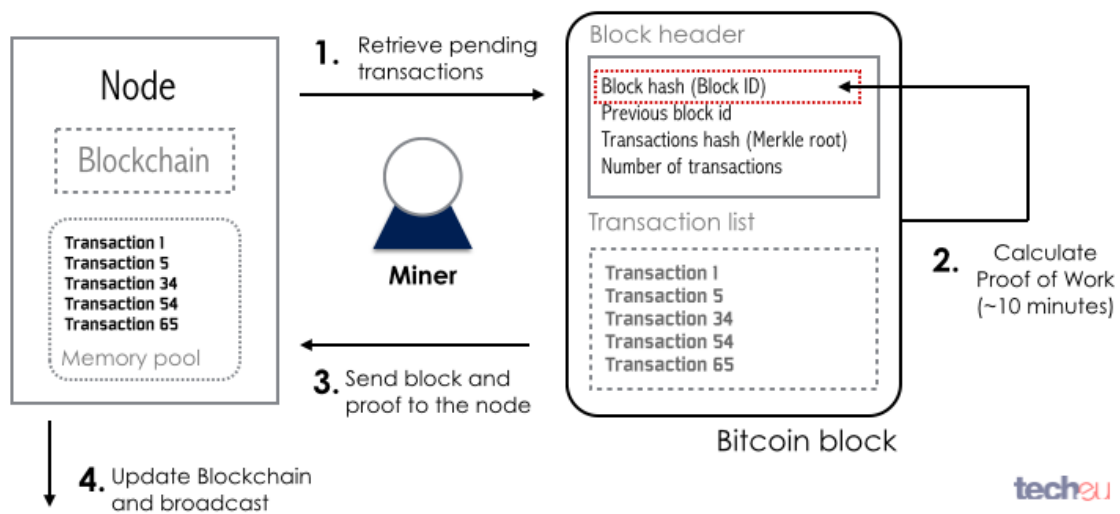 Node
Blockchain
Transaction 1
Transaction 5
Transaction 34
Transaction 54
Transaction 65
Memory pool
1. Retrieve pending
transactions
Miner
3. Send block and
proof to the node
4. Update Blockchain
and broadcast
Block header
Block hash (Block ID)
Previous block id
Transactions hash (Merkle root)
Number of transactions
Transaction list
Transaction 1
Transaction 5
Transaction 34
Transaction 54
Transaction 65
Bitcoin block
2. Calculate
Proof of Work
(~10 minutes)
tech.eu